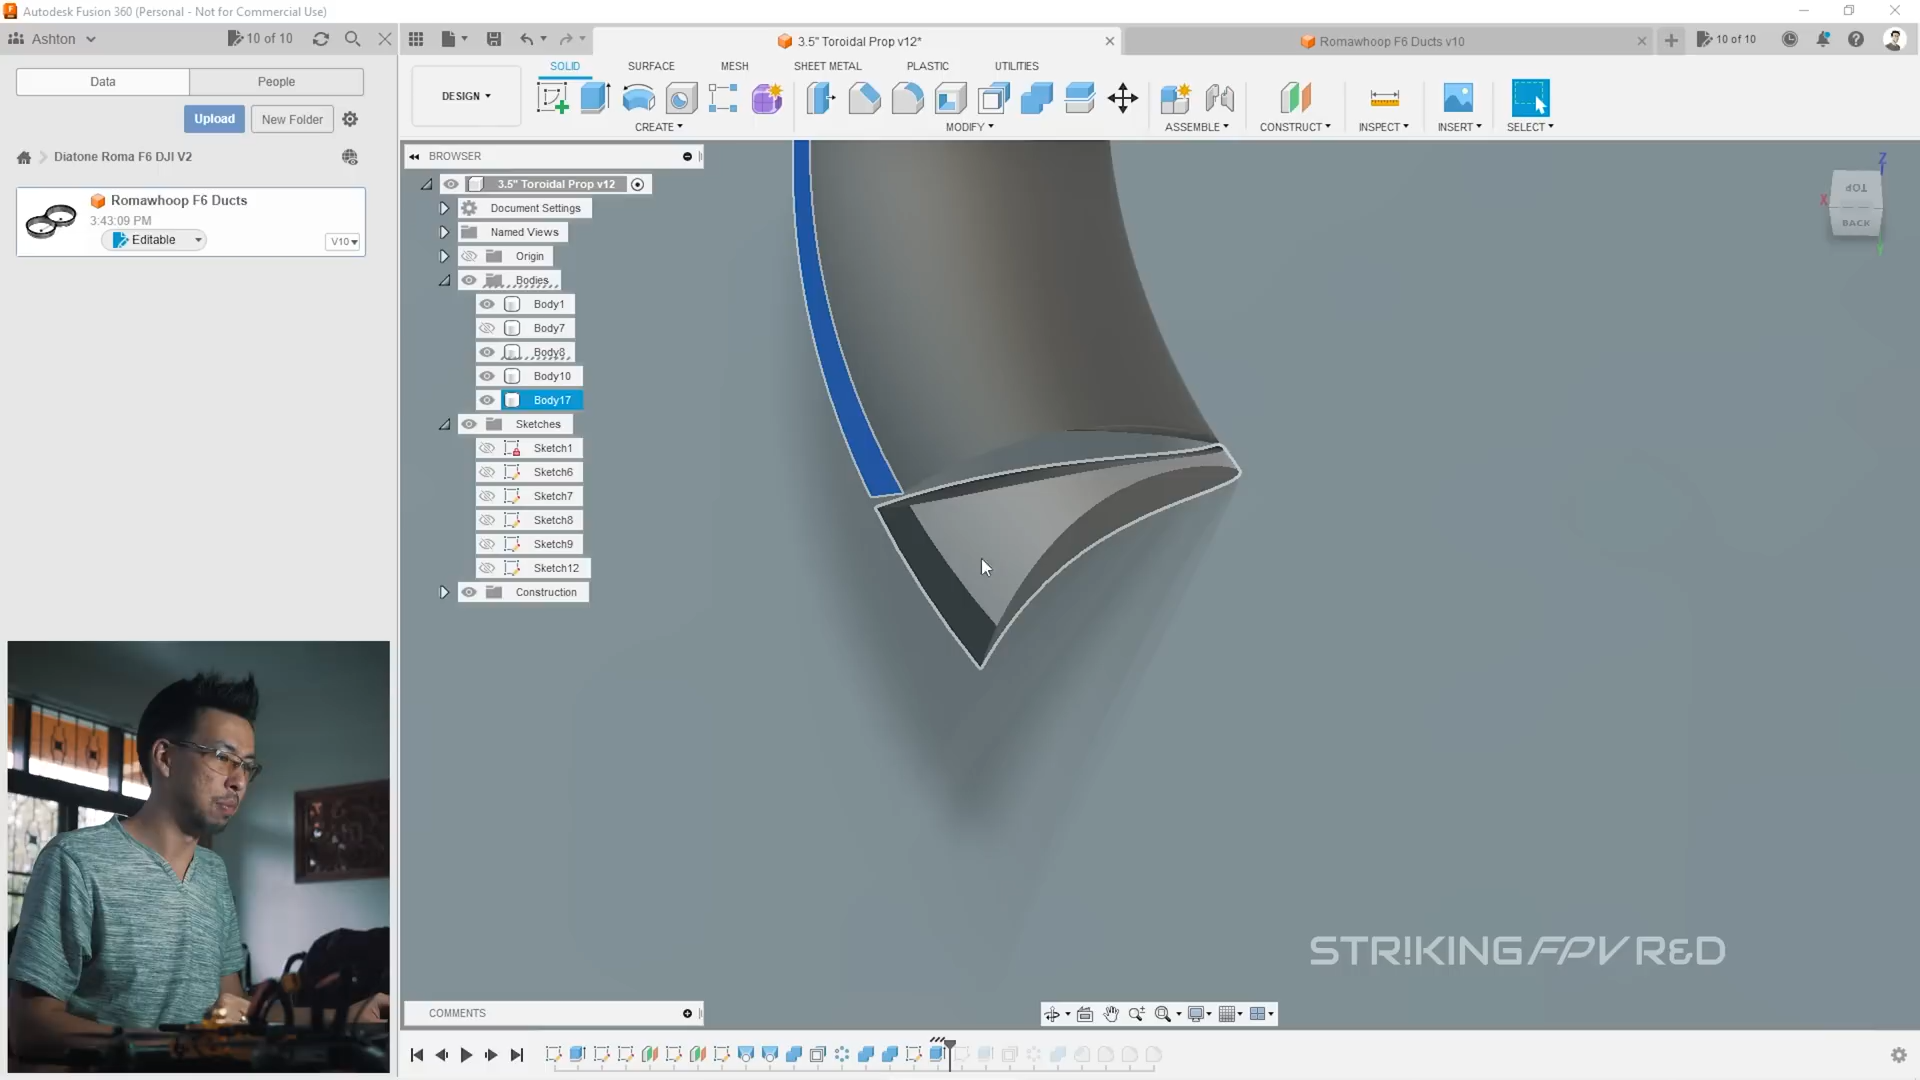 Autodesk Fusion 360 (Personal - Not for Commercial Use)
Ashton
10 of 10
3.5" Toroidal Prop v12*
Romawhoop F6 Ducts v10
10 of 10
Data
People
Upload
New Folder
Diatone Roma F6 DJI V2
Romawhoop F6 Ducts
3:43:09 PM
Editable
V10
DESIGN
SOLID
SURFACE
MESH
SHEET METAL
PLASTIC
UTILITIES
CREATE
MODIFY
ASSEMBLE
CONSTRUCT
INSPECT
INSERT
SELECT
BROWSER
3.5" Toroidal Prop v12
Document Settings
Named Views
Origin
Bodies
Body1
Body7
Body8
Body10
Body17
Sketches
Sketch1
Sketch6
Sketch7
Sketch8
Sketch9
Sketch12
Construction
Z
X
TOP
BACK
Y
STR!KINGFPV R&D
COMMENTS